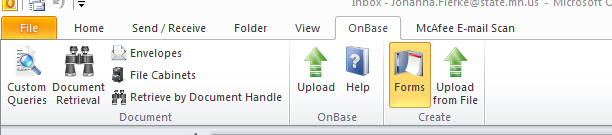 Inbox - Johanna.Fierke@state.mn.us - Microsoft O
File Home Send / Receive Folder View OnBase McAfee E-mail Scan
Custom Queries
Document Retrieval
Envelopes
File Cabinets
Retrieve by Document Handle
Document
Upload
Help
OnBase
Forms
Upload from File
Create